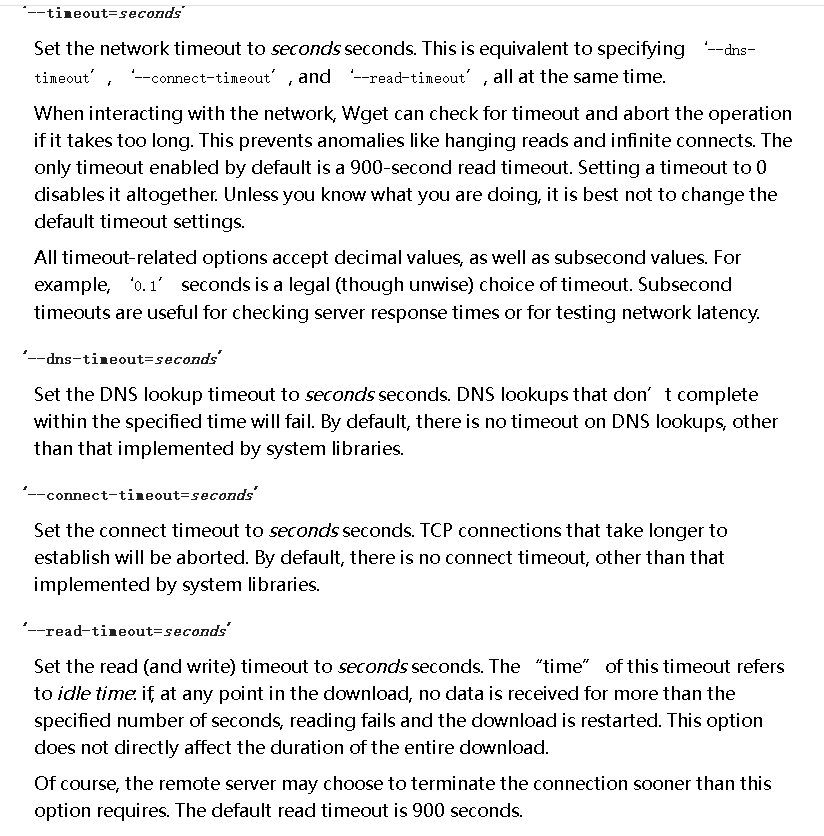 ‘--timeout=seconds’
Set the network timeout to seconds seconds. This is equivalent to specifying ‘--dns-
timeout’, ‘--connect-timeout’, and ‘--read-timeout’, all at the same time.
When interacting with the network, Wget can check for timeout and abort the operation
if it takes too long. This prevents anomalies like hanging reads and infinite connects. The
only timeout enabled by default is a 900-second read timeout. Setting a timeout to 0
disables it altogether. Unless you know what you are doing, it is best not to change the
default timeout settings.
All timeout-related options accept decimal values, as well as subsecond values. For
example, ‘0.1’ seconds is a legal (though unwise) choice of timeout. Subsecond
timeouts are useful for checking server response times or for testing network latency.
‘--dns-timeout=seconds’
Set the DNS lookup timeout to seconds seconds. DNS lookups that don’t complete
within the specified time will fail. By default, there is no timeout on DNS lookups, other
than that implemented by system libraries.
‘--connect-timeout=seconds’
Set the connect timeout to seconds seconds. TCP connections that take longer to
establish will be aborted. By default, there is no connect timeout, other than that
implemented by system libraries.
‘--read-timeout=seconds’
Set the read (and write) timeout to seconds seconds. The “time” of this timeout refers
to idle time: if, at any point in the download, no data is received for more than the
specified number of seconds, reading fails and the download is restarted. This option
does not directly affect the duration of the entire download.
Of course, the remote server may choose to terminate the connection sooner than this
option requires. The default read timeout is 900 seconds.